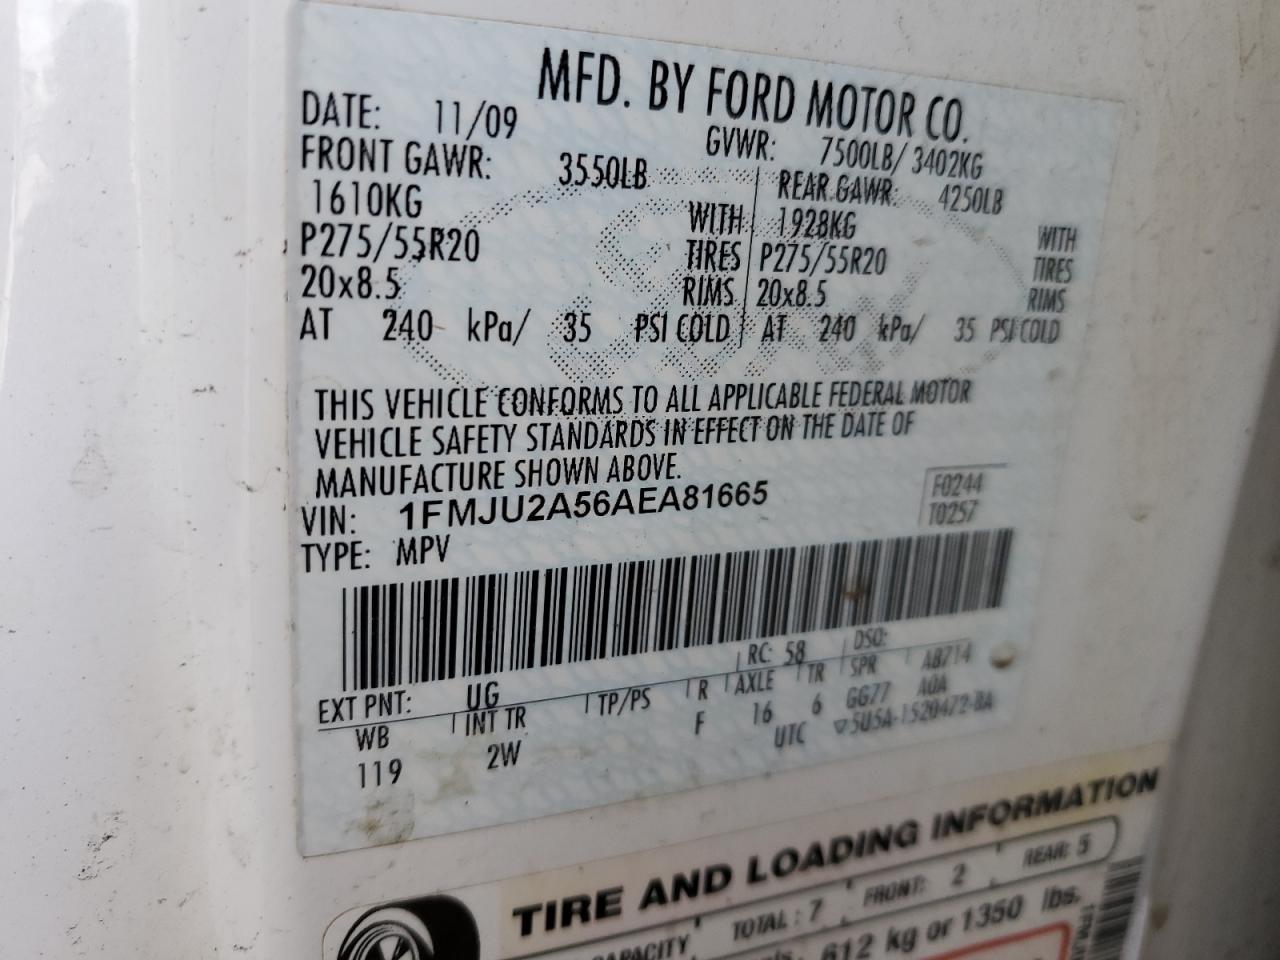 MFD. BY FORD MOTOR CO.
DATE: 11/09 GVWR: 7500LB/ 3402KG
FRONT GAWR: 3550LB REAR GAWR: 4250LB
1610KG WITH 1928KG WITH
P275/55R20 TIRES P275/55R20 TIRES
20x8.5 RIMS 20x8.5 RIMS
AT 240 kPa/ 35 PSI COLD AT 240 kPa/ 35 PSI COLD
THIS VEHICLE CONFORMS TO ALL APPLICABLE FEDERAL MOTOR
VEHICLE SAFETY STANDARDS IN EFFECT ON THE DATE OF
MANUFACTURE SHOWN ABOVE.
VIN: 1FMJU2A56AEA81665 F0244
TYPE: MPV T0257
EXT PNT: UG RC: 58 DSO:
WB INT TR TP/PS R AXLE TR SPR AB714
119 2W F 16 6 GG77 A0A
UTC ▽5U5A-1520472-BA
TIRE AND LOADING INFORMATION
CAPACITY TOTAL : 7 FRONT: 2 REAR: 5
612 kg or 1350 lbs.